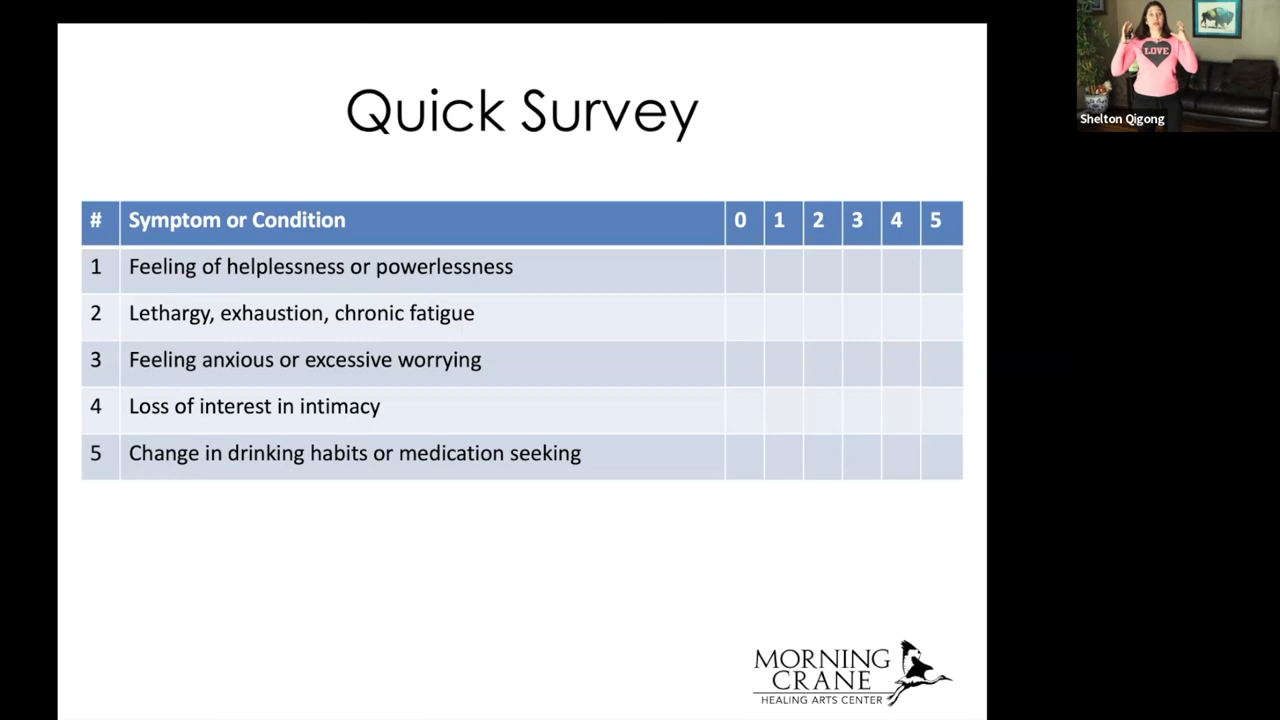 Quick Survey
# Symptom or Condition 0 1 2 3 4 5
1 Feeling of helplessness or powerlessness
2 Lethargy, exhaustion, chronic fatigue
3 Feeling anxious or excessive worrying
4 Loss of interest in intimacy
5 Change in drinking habits or medication seeking
MORNING
CRANE
HEALING ARTS CENTER
LOVE
Shelton Qigong